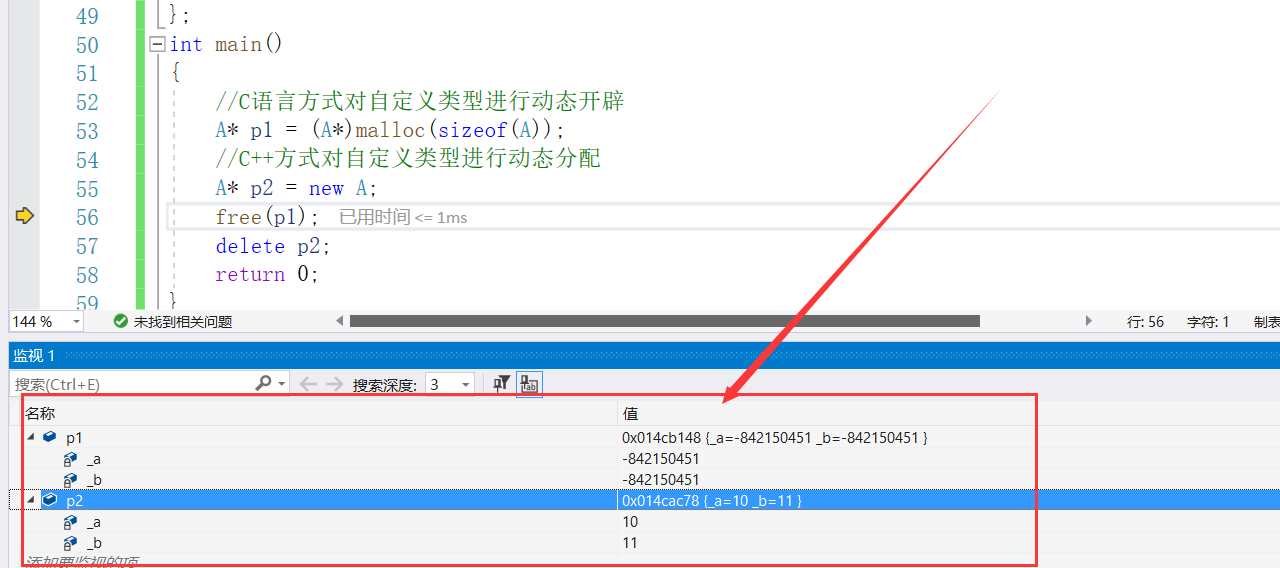 49 };
50 int main()
51 {
52 //C语言方式对自定义类型进行动态开辟
53 A* p1 = (A*)malloc(sizeof(A));
54 //C++方式对自定义类型进行动态分配
55 A* p2 = new A;
56 free(p1); 已用时间 <= 1ms
57 delete p2;
58 return 0;
59 }
144 % 未找到相关问题 行: 56 字符: 1 制表
监视 1
搜索(Ctrl+E) 搜索深度: 3
名称 值
p1 0x014cb148 {_a=-842150451 _b=-842150451 }
_a -842150451
_b -842150451
p2 0x014cac78 {_a=10 _b=11 }
_a 10
_b 11
添加要监视的项